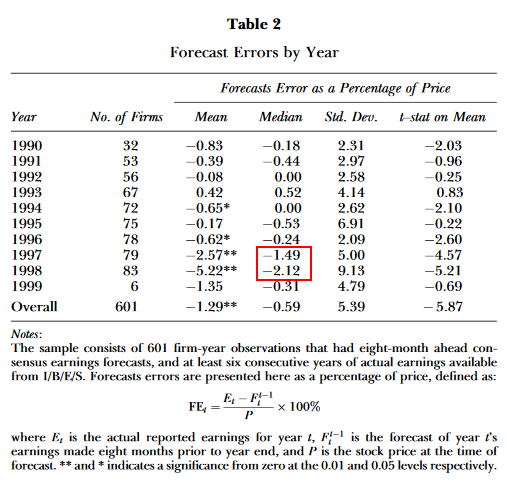 Table 2
Forecast Errors by Year
Forecasts Error as a Percentage of Price
Year No. of Firms Mean Median Std. Dev. t–stat on Mean
1990 32 −0.83 −0.18 2.31 −2.03
1991 53 −0.39 −0.44 2.97 −0.96
1992 56 −0.08 0.00 2.58 −0.25
1993 67 0.42 0.52 4.14 0.83
1994 72 −0.65* 0.00 2.62 −2.10
1995 75 −0.17 −0.53 6.91 −0.22
1996 78 −0.62* −0.24 2.09 −2.60
1997 79 −2.57** −1.49 5.00 −4.57
1998 83 −5.22** −2.12 9.13 −5.21
1999 6 −1.35 −0.31 4.79 −0.69
Overall 601 −1.29** −0.59 5.39 −5.87
Notes:
The sample consists of 601 firm-year observations that had eight-month ahead con-
sensus earnings forecasts, and at least six consecutive years of actual earnings available
from I/B/E/S. Forecasts errors are presented here as a percentage of price, defined as:
FEₜ = (Eₜ − Fₜᵗ⁻¹) / P × 100%
where Eₜ is the actual reported earnings for year t, Fₜᵗ⁻¹ is the forecast of year t's
earnings made eight months prior to year end, and P is the stock price at the time of
forecast. ** and * indicates a significance from zero at the 0.01 and 0.05 levels respectively.